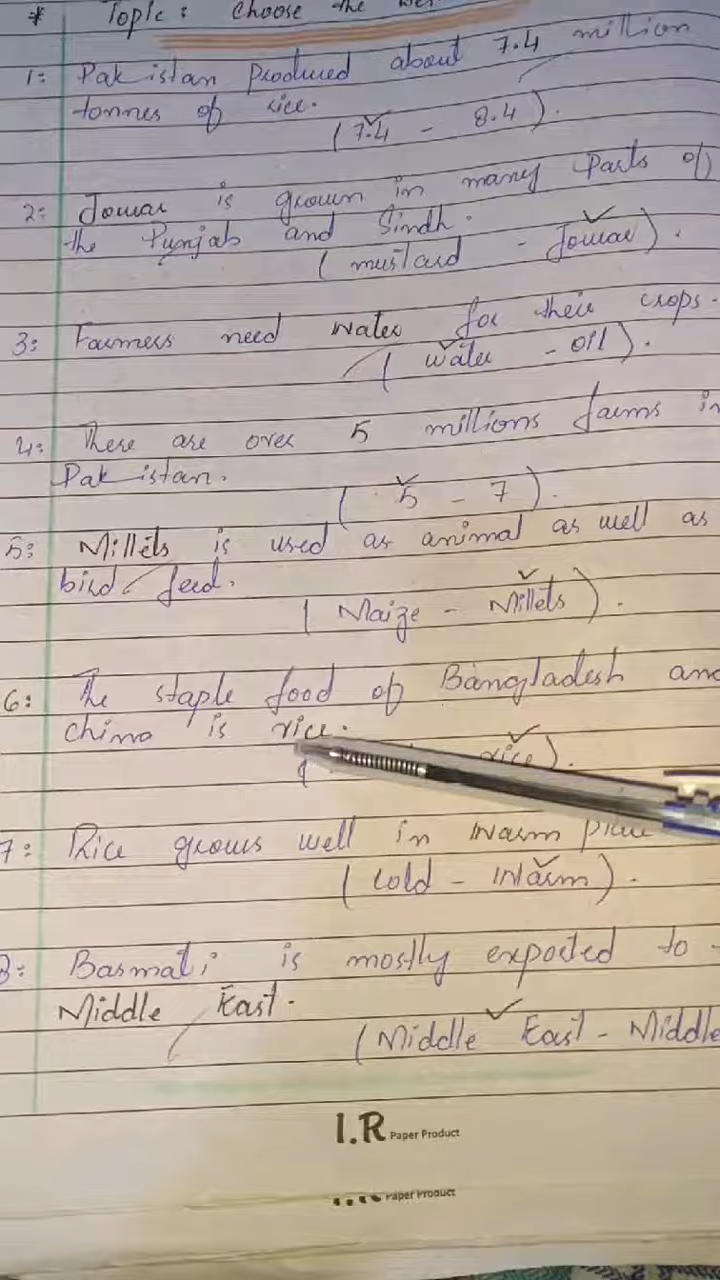 * Topic: Choose the
1: Pakistan produced about 7.4 million
tonnes of rice.
(7.4 - 8.4).
2: Jowar is grown in many parts of
the Punjab and Sindh.
(mustard - Jowar).
3: Farmers need water for their crops.
(water - oil).
4: There are over 5 millions farms in
Pakistan.
(5 - 7).
5: Millets is used as animal as well as
bird feed.
(Maize - Millets).
6: The staple food of Bangladesh and
china is rice.
rice).
7: Rice grows well in warm
(cold - warm).
8: Basmati is mostly exported to
Middle East.
(Middle East - Middle
I.R Paper Product
Paper Product